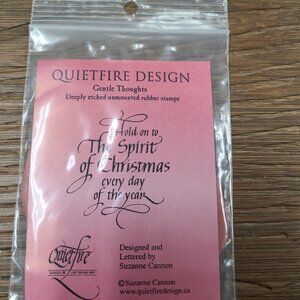 QUIETFIRE DESIGN
Gentle Thoughts
Deeply etched unmounted rubber stamps
Hold on to
The Spirit
of Christmas
every day
of the year
Quietfire
Designed and
Lettered by
Suzanne Cannon
©Suzanne Cannon
www.quietfiredesign.ca